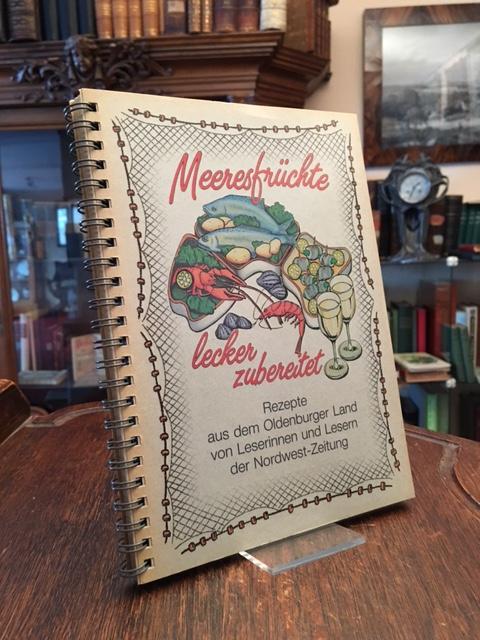 Meeresfrüchte
lecker
zubereitet
Rezepte
aus dem Oldenburger Land
von Leserinnen und Lesern
der Nordwest-Zeitung